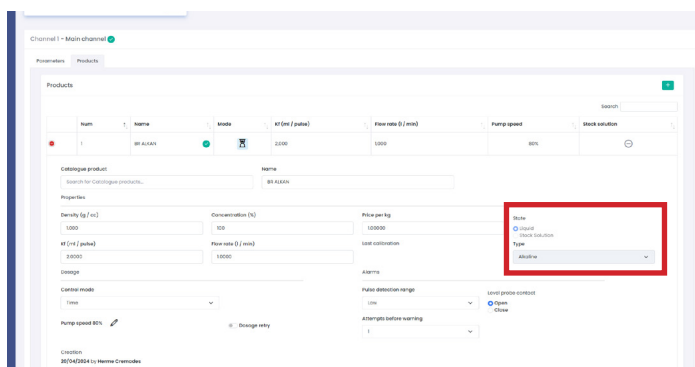 Channel 1 - Main channel
Parameters Products
Products
+
Search
Num Name Mode Kf (ml / pulse) Flow rate (l / min) Pump speed Stock solution
1 BR ALKAN 2,000 1,000 80%
Catalogue product Name
Search for Catalogue products... BR ALKAN
Properties
Density (g / cc) Concentration (%) Price per kg State
1.000 100 1.00000 Liquid
Stock Solution
Kf (ml / pulse) Flow rate (l / min) Last calibration Type
2.0000 1.0000 Alkaline
Dosage Alarms
Control mode Pulse detection range Level probe contact
Time Low Open
Close
Pump speed 80% Dosage retry Attempts before warning
1
Creation
20/04/2024 by Herme Cremades